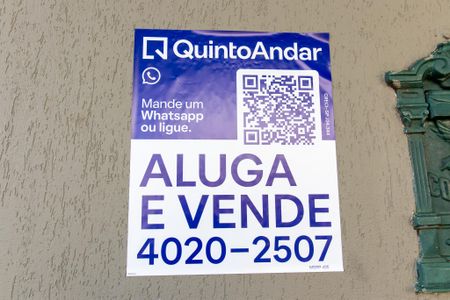 QuintoAndar
Mande um
Whatsapp
ou ligue.
ALUGA
E VENDE
4020-2507